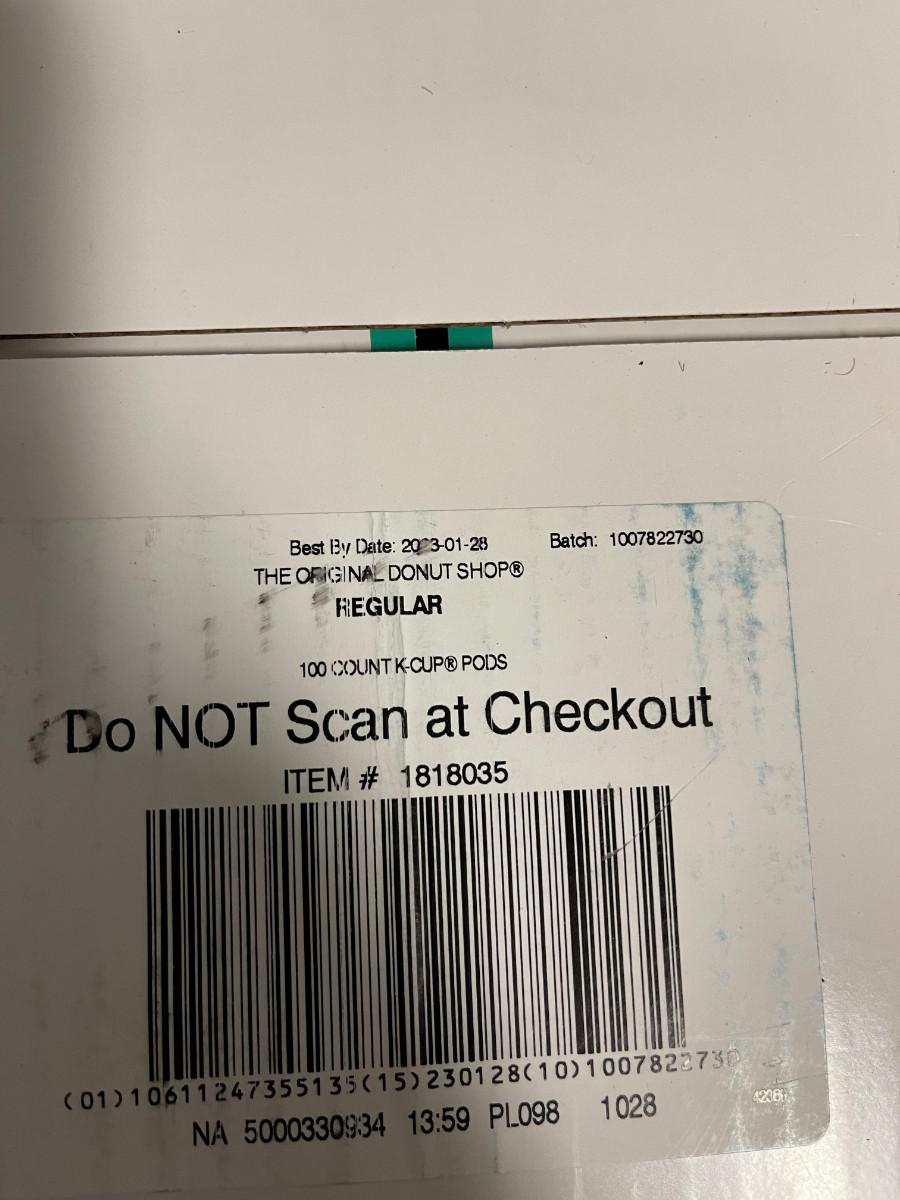 Best By Date: 2023-01-28 Batch: 1007822730
THE ORIGINAL DONUT SHOP®
REGULAR
100 COUNT K-CUP® PODS
Do NOT Scan at Checkout
ITEM # 1818035
(01)10611247355135(15)230128(10)1007822730
NA 5000330934 13:59 PL098 1028